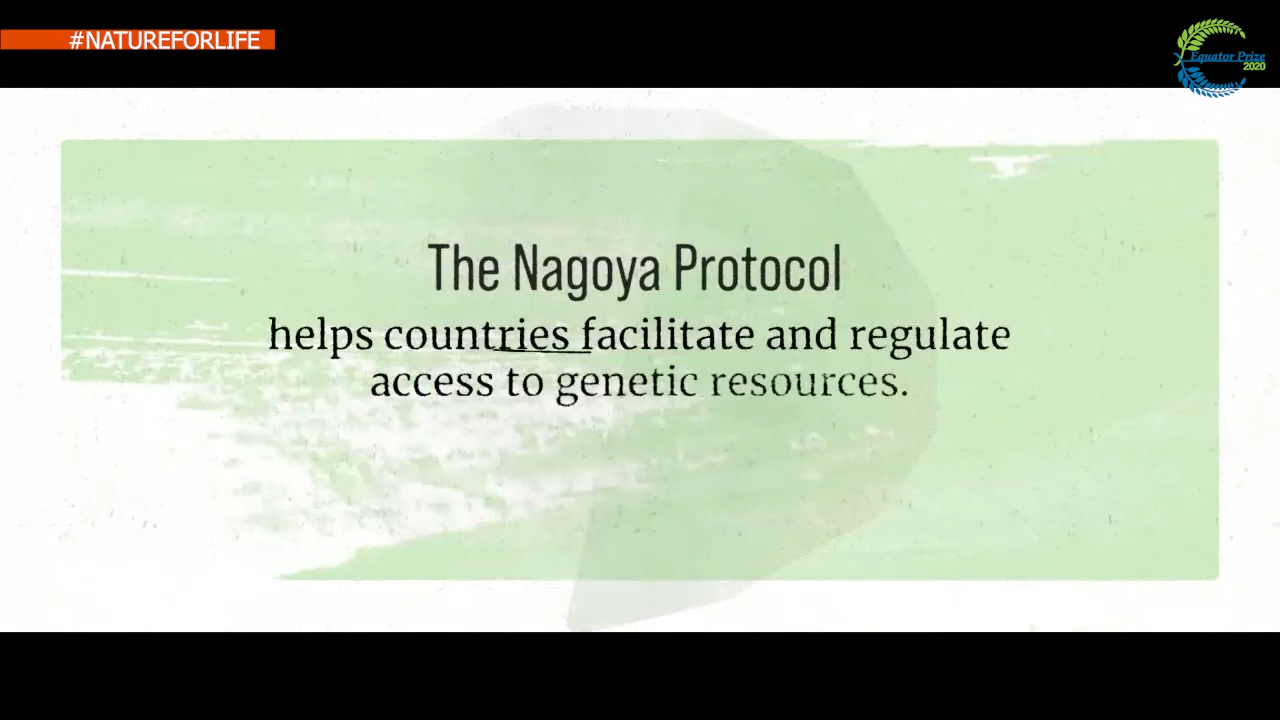 #NATUREFORLIFE
Equator Prize
2020
The Nagoya Protocol
helps countries facilitate and regulate
access to genetic resources.